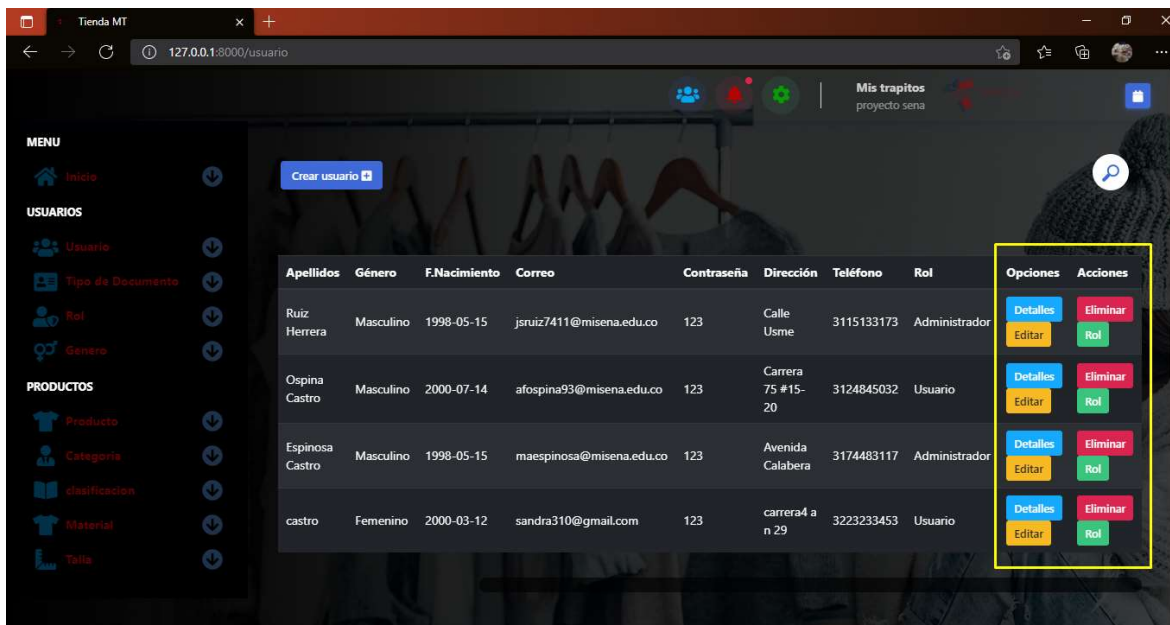 Tienda MT
127.0.0.1:8000/usuario
Mis trapitos
proyecto sena
MENU
Inicio
USUARIOS
Usuario
Tipo de Documento
Rol
Genero
PRODUCTOS
Producto
Categoria
clasificacion
Material
Talla
Crear usuario
Apellidos Género F.Nacimiento Correo Contraseña Dirección Teléfono Rol Opciones Acciones
Ruiz Herrera Masculino 1998-05-15 jsruiz7411@misena.edu.co 123 Calle Usme 3115133173 Administrador Detalles Editar Eliminar Rol
Ospina Castro Masculino 2000-07-14 afospina93@misena.edu.co 123 Carrera 75 #15-20 3124845032 Usuario Detalles Editar Eliminar Rol
Espinosa Castro Masculino 1998-05-15 maespinosa@misena.edu.co 123 Avenida Calabera 3174483117 Administrador Detalles Editar Eliminar Rol
castro Femenino 2000-03-12 sandra310@gmail.com 123 carrera4 a n 29 3223233453 Usuario Detalles Editar Eliminar Rol